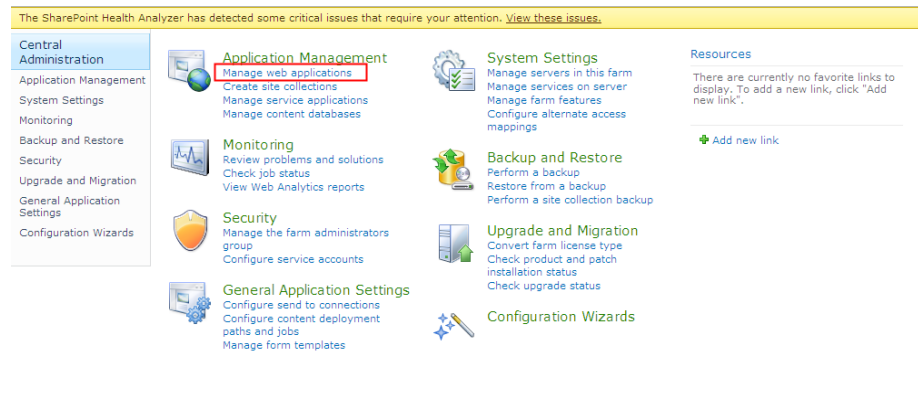 The SharePoint Health Analyzer has detected some critical issues that require your attention. View these issues.
Central
Administration
Application Management
System Settings
Monitoring
Backup and Restore
Security
Upgrade and Migration
General Application
Settings
Configuration Wizards
Application Management
Manage web applications
Create site collections
Manage service applications
Manage content databases
Monitoring
Review problems and solutions
Check job status
View Web Analytics reports
Security
Manage the farm administrators
group
Configure service accounts
General Application Settings
Configure send to connections
Configure content deployment
paths and jobs
Manage form templates
System Settings
Manage servers in this farm
Manage services on server
Manage farm features
Configure alternate access
mappings
Backup and Restore
Perform a backup
Restore from a backup
Perform a site collection backup
Upgrade and Migration
Convert farm license type
Check product and patch
installation status
Check upgrade status
Configuration Wizards
Resources
There are currently no favorite links to
display. To add a new link, click "Add
new link".
Add new link